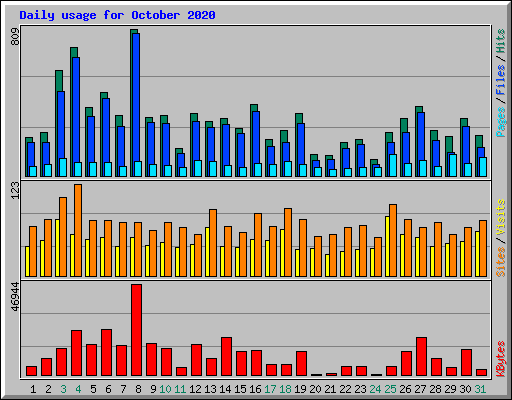 Daily usage for October 2020
809
Pages / Files / Hits
123
Sites / Visits
46944
KBytes
1 2 3 4 5 6 7 8 9 10 11 12 13 14 15 16 17 18 19 20 21 22 23 24 25 26 27 28 29 30 31